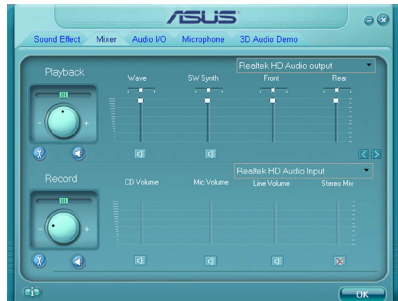 ASUS
Sound Effect Mixer Audio I/O Microphone 3D Audio Demo
Realtek HD Audio output
Playback
Wave SW Synth Front Rear
- +
Realtek HD Audio Input
Record
CD Volume Mic Volume Line Volume Stereo Mix
- +
OK